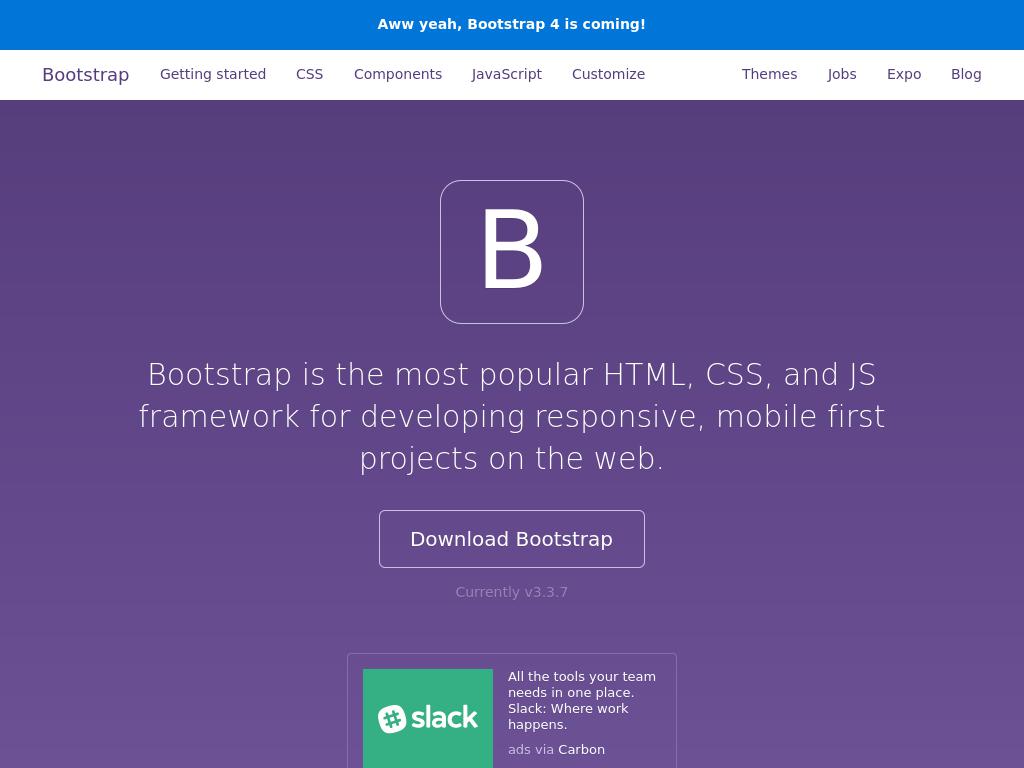 Aww yeah, Bootstrap 4 is coming!
Bootstrap Getting started CSS Components JavaScript Customize Themes Jobs Expo Blog
B
Bootstrap is the most popular HTML, CSS, and JS
framework for developing responsive, mobile first
projects on the web.
Download Bootstrap
Currently v3.3.7
slack
All the tools your team
needs in one place.
Slack: Where work
happens.
ads via Carbon